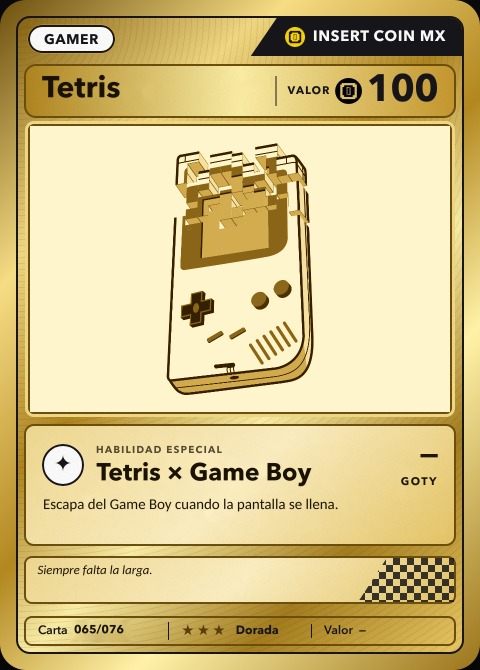 GAMER
INSERT COIN MX
Tetris
VALOR 100
HABILIDAD ESPECIAL
Tetris × Game Boy
–
GOTY
Escapa del Game Boy cuando la pantalla se llena.
Siempre falta la larga.
Carta 065/076
★ ★ ★ Dorada
Valor –